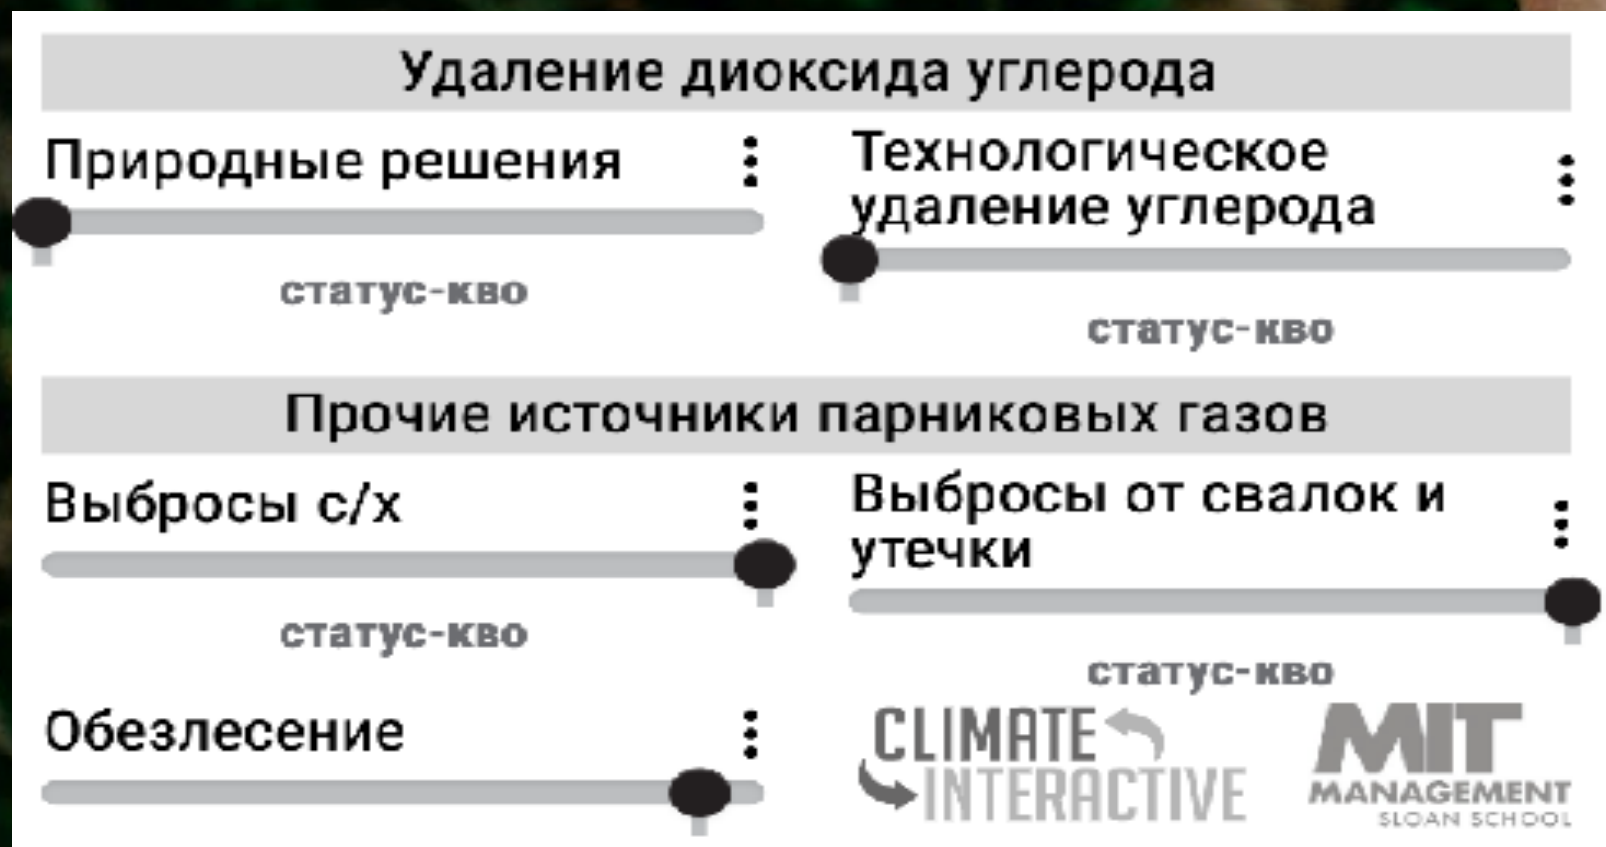 Удаление диоксида углерода
Природные решения
статус-кво
Технологическое
удаление углерода
статус-кво
Прочие источники парниковых газов
Выбросы с/х
статус-кво
Выбросы от свалок и
утечки
статус-кво
Обезлесение
CLIMATE
INTERACTIVE
MIT
MANAGEMENT
SLOAN SCHOOL